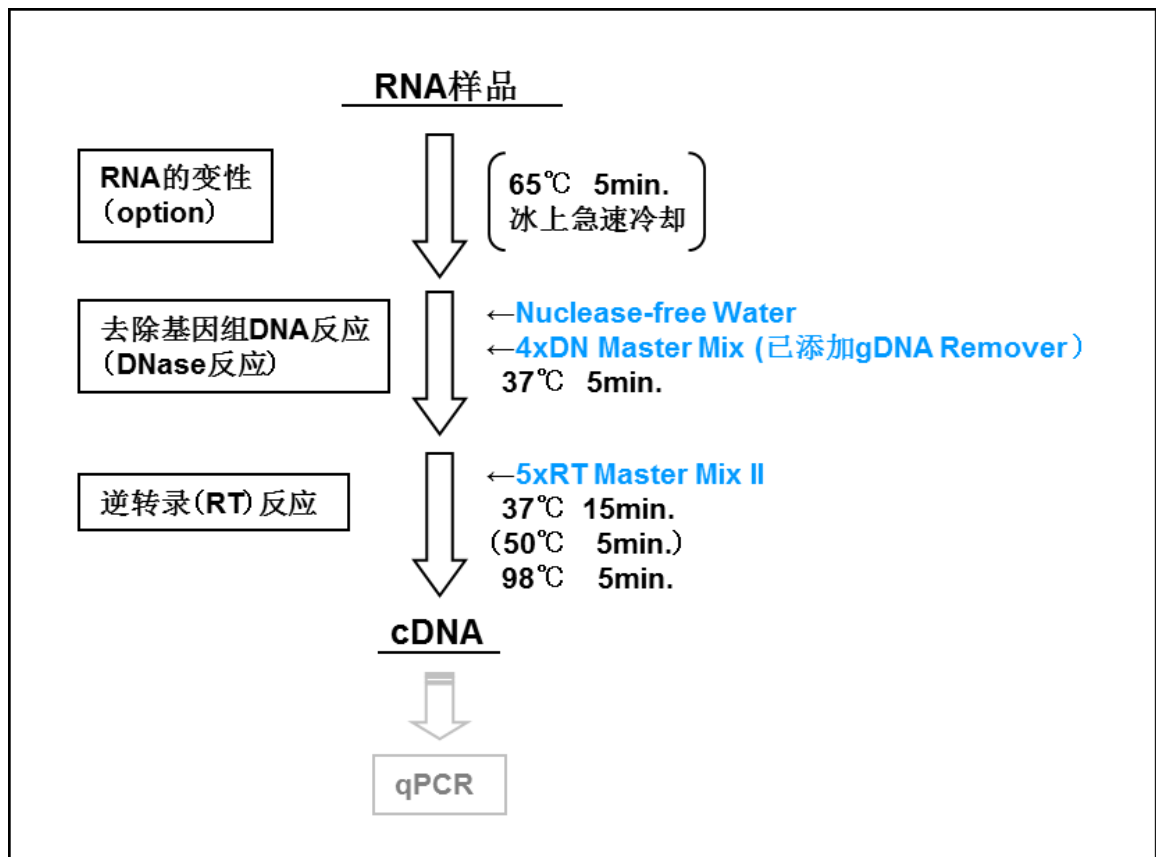 RNA样品
RNA的变性
（option）
65℃ 5min.
冰上急速冷却
去除基因组DNA反应
（DNase反应）
←Nuclease-free Water
←4xDN Master Mix (已添加gDNA Remover）
37℃ 5min.
逆转录（RT）反应
←5xRT Master Mix II
37℃ 15min.
（50℃ 5min.）
98℃ 5min.
cDNA
qPCR